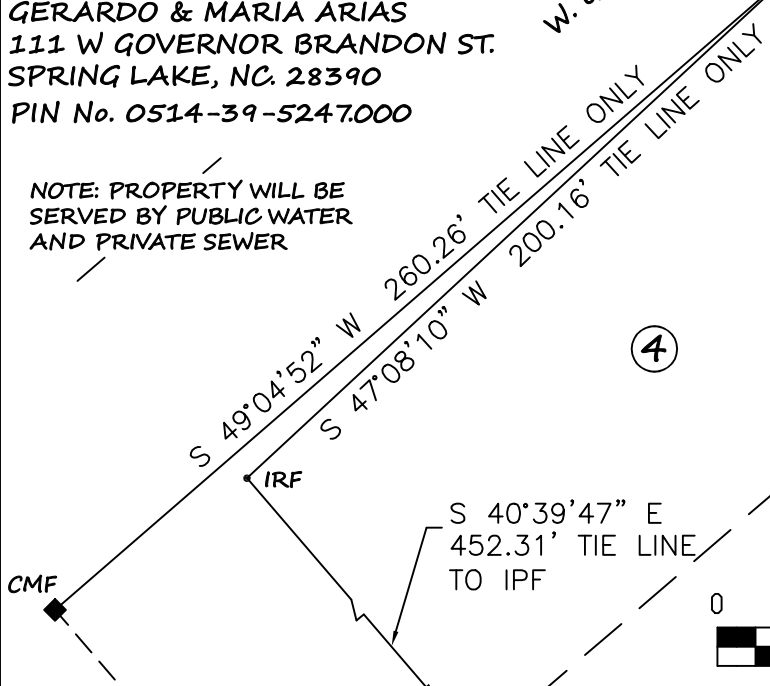 GERARDO & MARIA ARIAS
111 W GOVERNOR BRANDON ST.
SPRING LAKE, NC. 28390
PIN No. 0514-39-5247.000
W.
NOTE: PROPERTY WILL BE
SERVED BY PUBLIC WATER
AND PRIVATE SEWER
S 49°04'52" W 260.26' TIE LINE ONLY
S 47°08'10" W 200.16' TIE LINE ONLY
4
IRF
S 40°39'47" E
452.31' TIE LINE
TO IPF
CMF
0